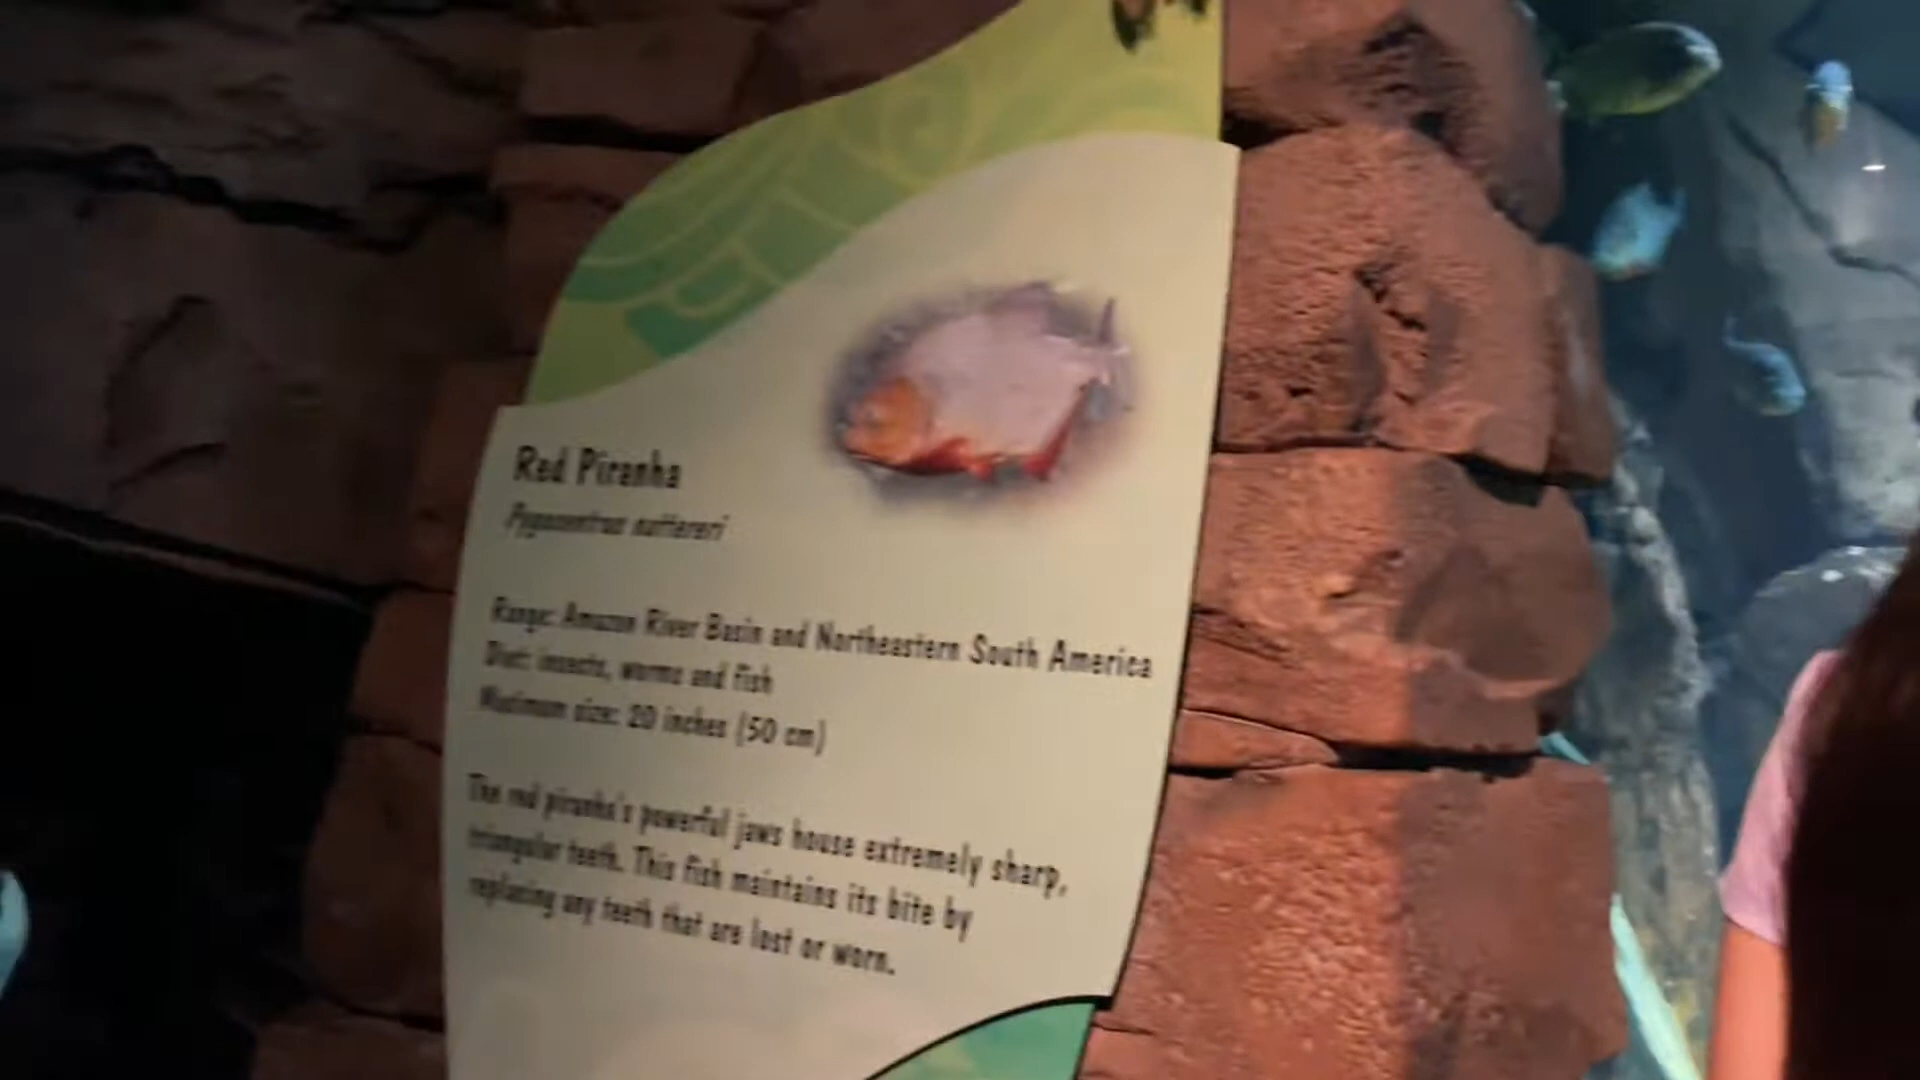 Red Piranha
Pygocentrus nattereri
Range: Amazon River Basin and Northeastern South America
Diet: insects, worms and fish
Maximum size: 20 inches (50 cm)
The red piranha's powerful jaws house extremely sharp,
triangular teeth. This fish maintains its bite by
replacing any teeth that are lost or worn.